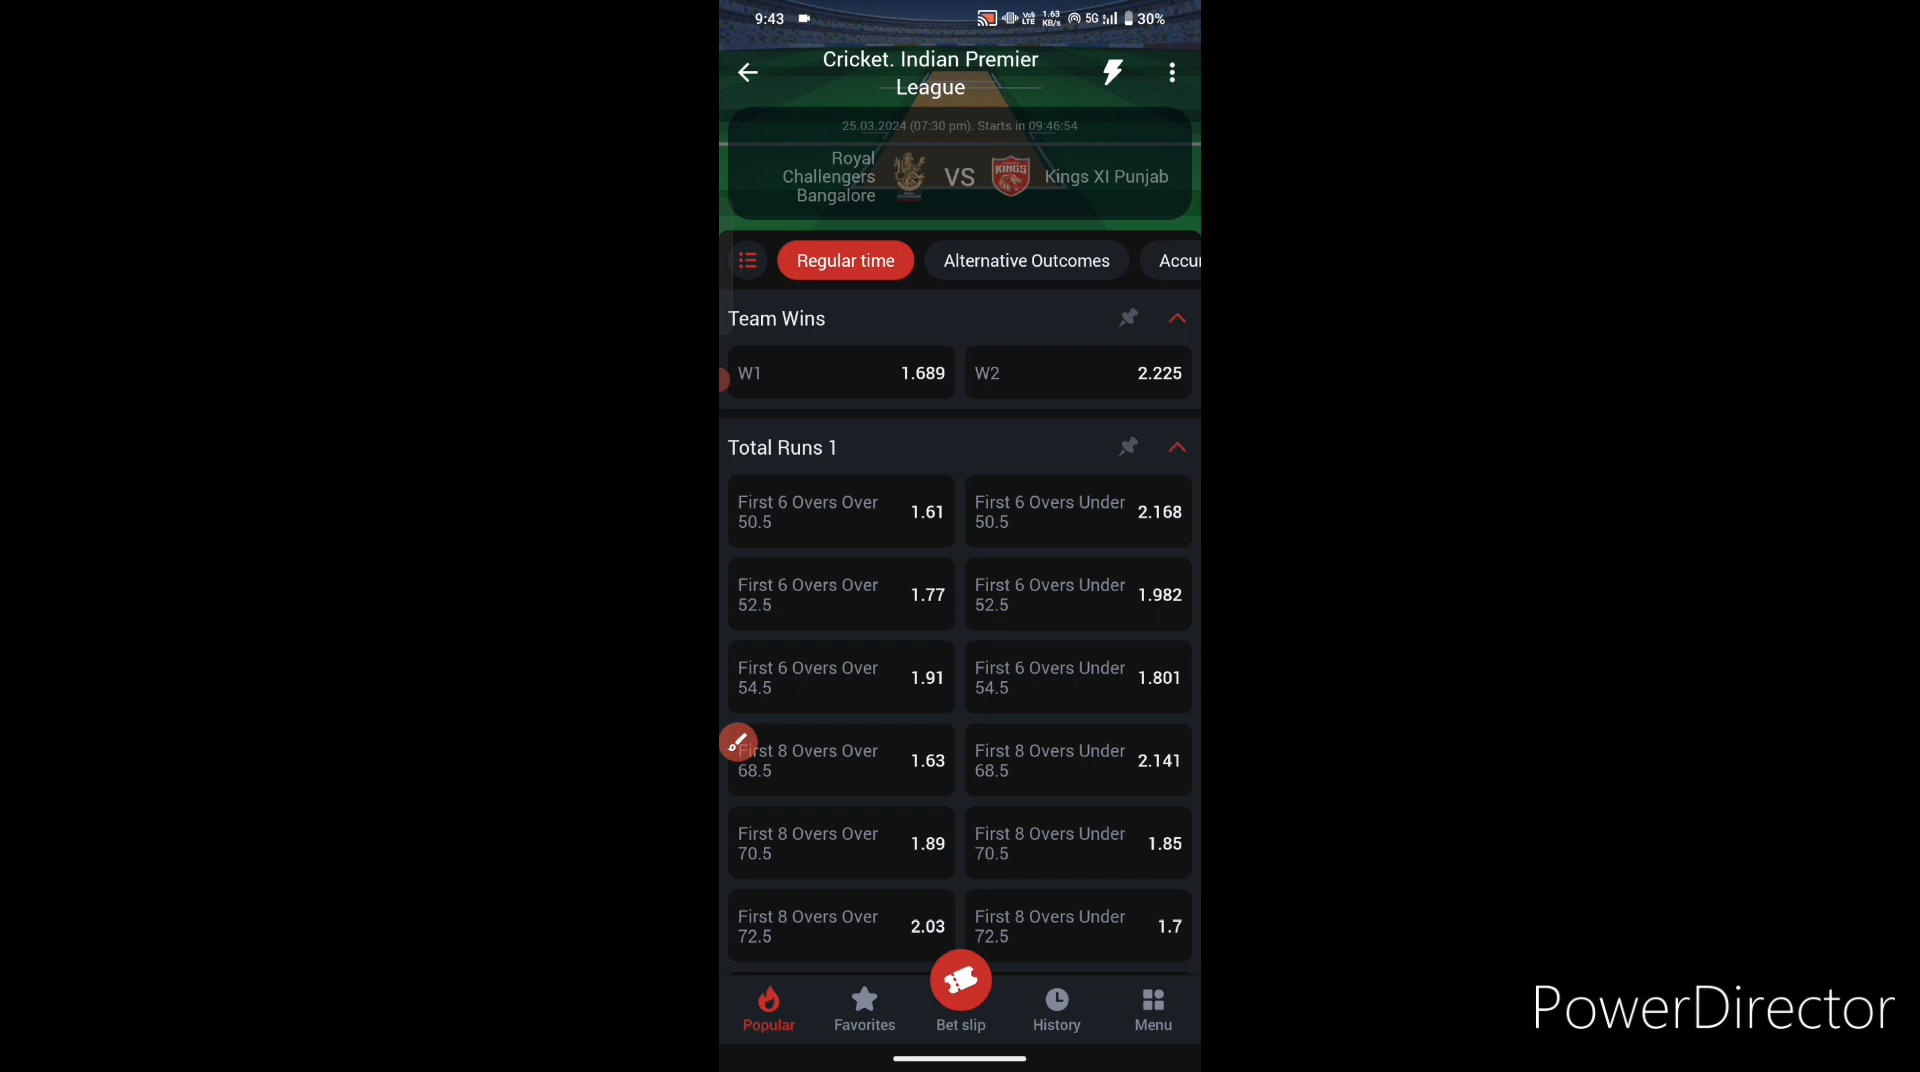 9:43
Vo)) LTE
1.63 KB/s
5G
30%
Cricket. Indian Premier
League
25.03.2024 (07:30 pm). Starts in 09:46:54
Royal
Challengers
Bangalore
VS
KINGS
Kings XI Punjab
Regular time
Alternative Outcomes
Accu
Team Wins
W1 1.689
W2 2.225
Total Runs 1
First 6 Overs Over
50.5
1.61
First 6 Overs Under
50.5
2.168
First 6 Overs Over
52.5
1.77
First 6 Overs Under
52.5
1.982
First 6 Overs Over
54.5
1.91
First 6 Overs Under
54.5
1.801
First 8 Overs Over
68.5
1.63
First 8 Overs Under
68.5
2.141
First 8 Overs Over
70.5
1.89
First 8 Overs Under
70.5
1.85
First 8 Overs Over
72.5
2.03
First 8 Overs Under
72.5
1.7
Popular
Favorites
Bet slip
History
Menu
PowerDirector